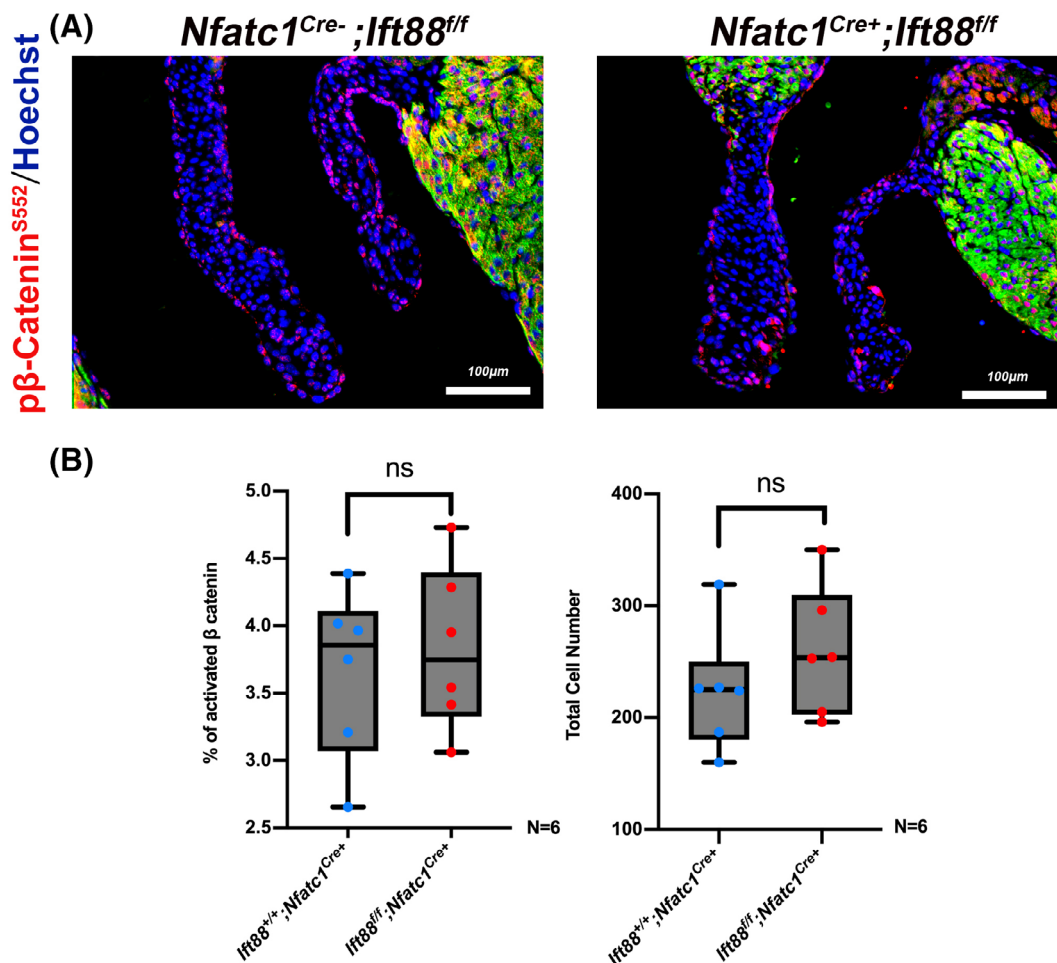 (A)
Nfatc1Cre-;Ift88f/f
Nfatc1Cre+;Ift88f/f
pβ-CateninS552/Hoechst
100μm
100μm
(B)
ns
5.0
4.5
4.0
3.5
3.0
2.5
% of activated β catenin
N=6
Ift88+/+;Nfatc1Cre+
Ift88f/f;Nfatc1Cre+
ns
400
300
200
100
Total Cell Number
N=6
Ift88+/+;Nfatc1Cre+
Ift88f/f;Nfatc1Cre+